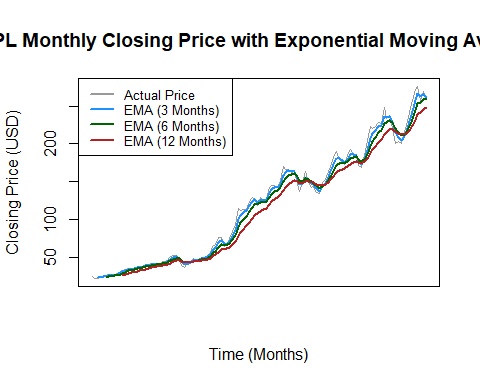 PL Monthly Closing Price with Exponential Moving Av
Actual Price
EMA (3 Months)
EMA (6 Months)
EMA (12 Months)
Closing Price (USD)
200
100
50
Time (Months)